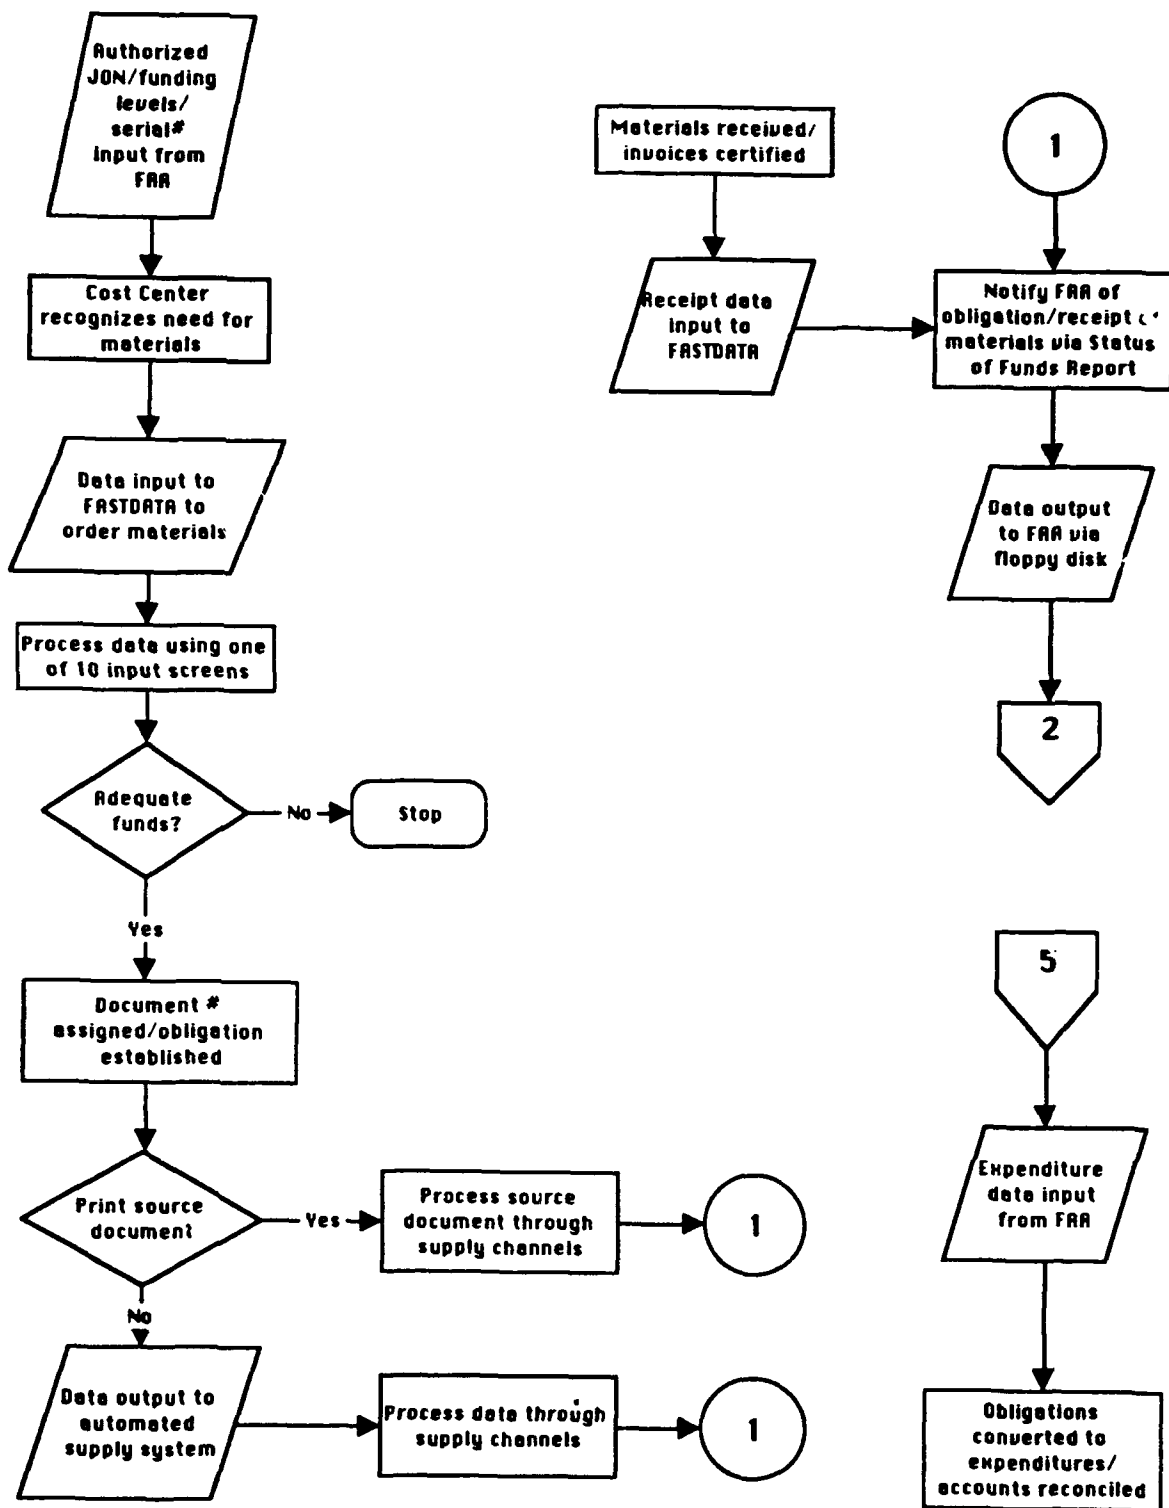 Authorized
JON/funding
levels/
serial#
input from
FAA
Cost Center
recognizes need for
materials
Data input to
FASTDATA to
order materials
Process data using one
of 10 input screens
Adequate
funds?
No
Stop
Yes
Document #
assigned/obligation
established
Print source
document?
Yes
Process source
document through
supply channels
1
No
Data output to
automated
supply system
Process data through
supply channels
1
Materials received/
invoices certified
Receipt data
input to
FASTDATA
1
Notify FAA of
obligation/receipt
materials via Status
of Funds Report
Data output
to FAA via
floppy disk
2
5
Expenditure
data input
from FAA
Obligations
converted to
expenditures/
accounts reconciled